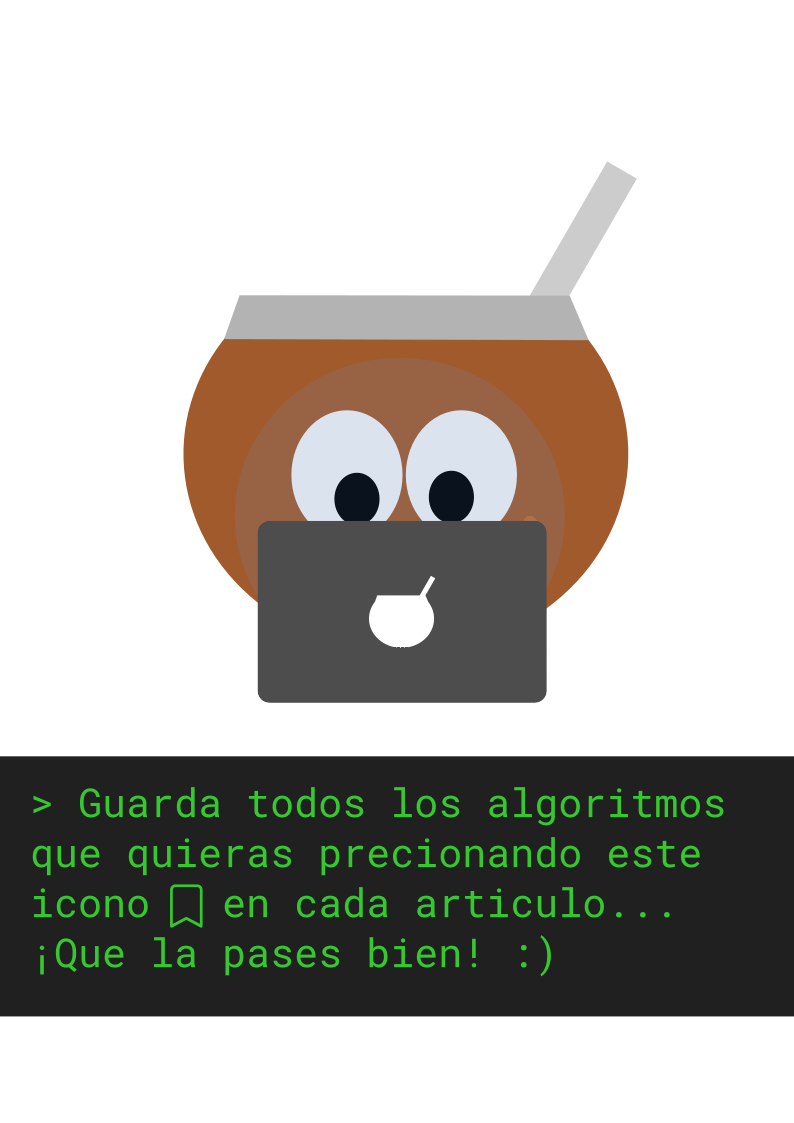 > Guarda todos los algoritmos
que quieras precionando este
icono en cada articulo...
¡Que la pases bien! :)